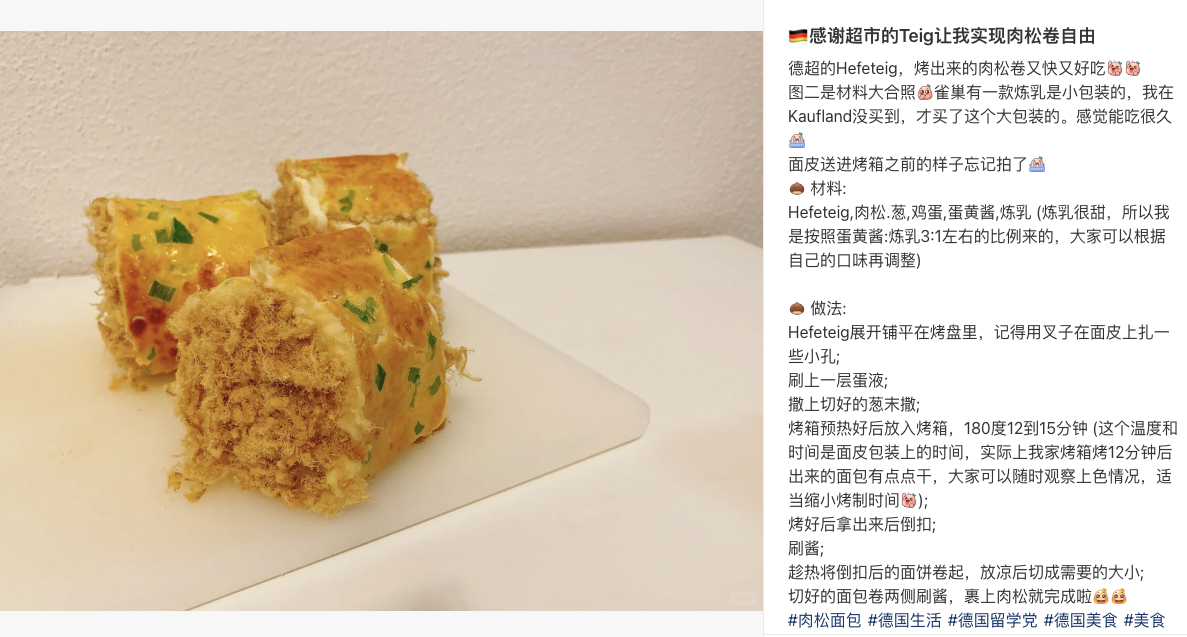 🇩🇪感谢超市的Teig让我实现肉松卷自由
德超的Hefeteig，烤出来的肉松卷又快又好吃🐷🐷
图二是材料大合照🐷雀巢有一款炼乳是小包装的，我在
Kaufland没买到，才买了这个大包装的。感觉能吃很久
面皮送进烤箱之前的样子忘记拍了
🌰 材料:
Hefeteig,肉松.葱,鸡蛋,蛋黄酱,炼乳 (炼乳很甜，所以我
是按照蛋黄酱:炼乳3:1左右的比例来的，大家可以根据
自己的口味再调整)
🌰 做法:
Hefeteig展开铺平在烤盘里，记得用叉子在面皮上扎一
些小孔;
刷上一层蛋液;
撒上切好的葱末撒;
烤箱预热好后放入烤箱，180度12到15分钟 (这个温度和
时间是面皮包装上的时间，实际上我家烤箱烤12分钟后
出来的面包有点点干，大家可以随时观察上色情况，适
当缩小烤制时间🐷);
烤好后拿出来后倒扣;
刷酱;
趁热将倒扣后的面饼卷起，放凉后切成需要的大小;
切好的面包卷两侧刷酱，裹上肉松就完成啦
#肉松面包 #德国生活 #德国留学党 #德国美食 #美食